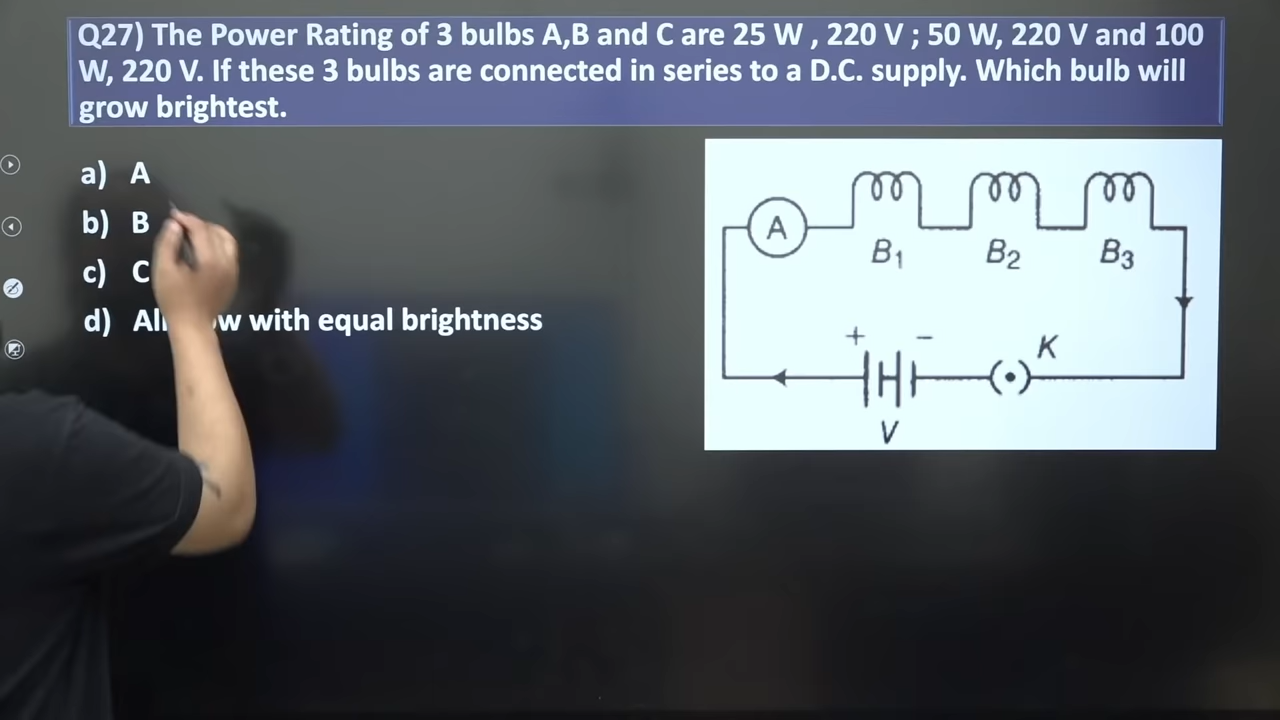 Q27) The Power Rating of 3 bulbs A,B and C are 25 W , 220 V ; 50 W, 220 V and 100
W, 220 V. If these 3 bulbs are connected in series to a D.C. supply. Which bulb will
grow brightest.
a) A
b) B
c) C
d) with equal brightness
A
B1 B2 B3
+ − K
V